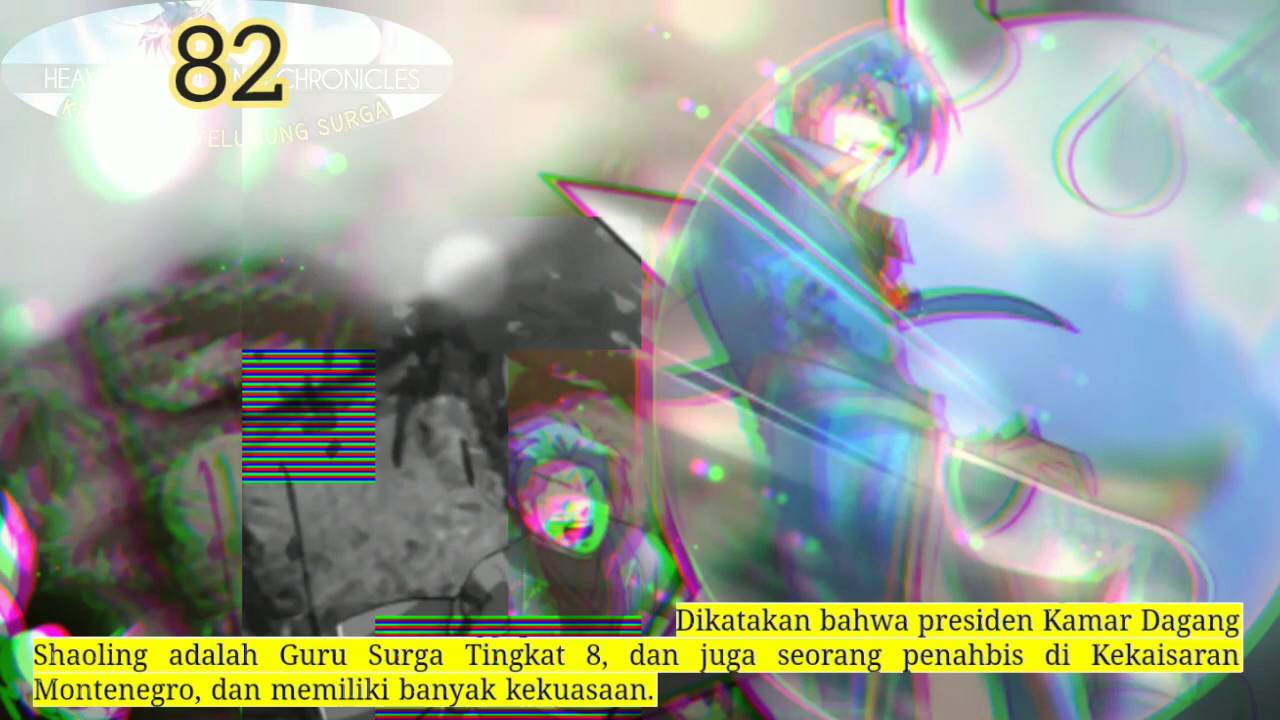 82
CHRONICLES
SURGA
Dikatakan bahwa presiden Kamar Dagang
Shaoling adalah Guru Surga Tingkat 8, dan juga seorang penahbis di Kekaisaran
Montenegro, dan memiliki banyak kekuasaan.